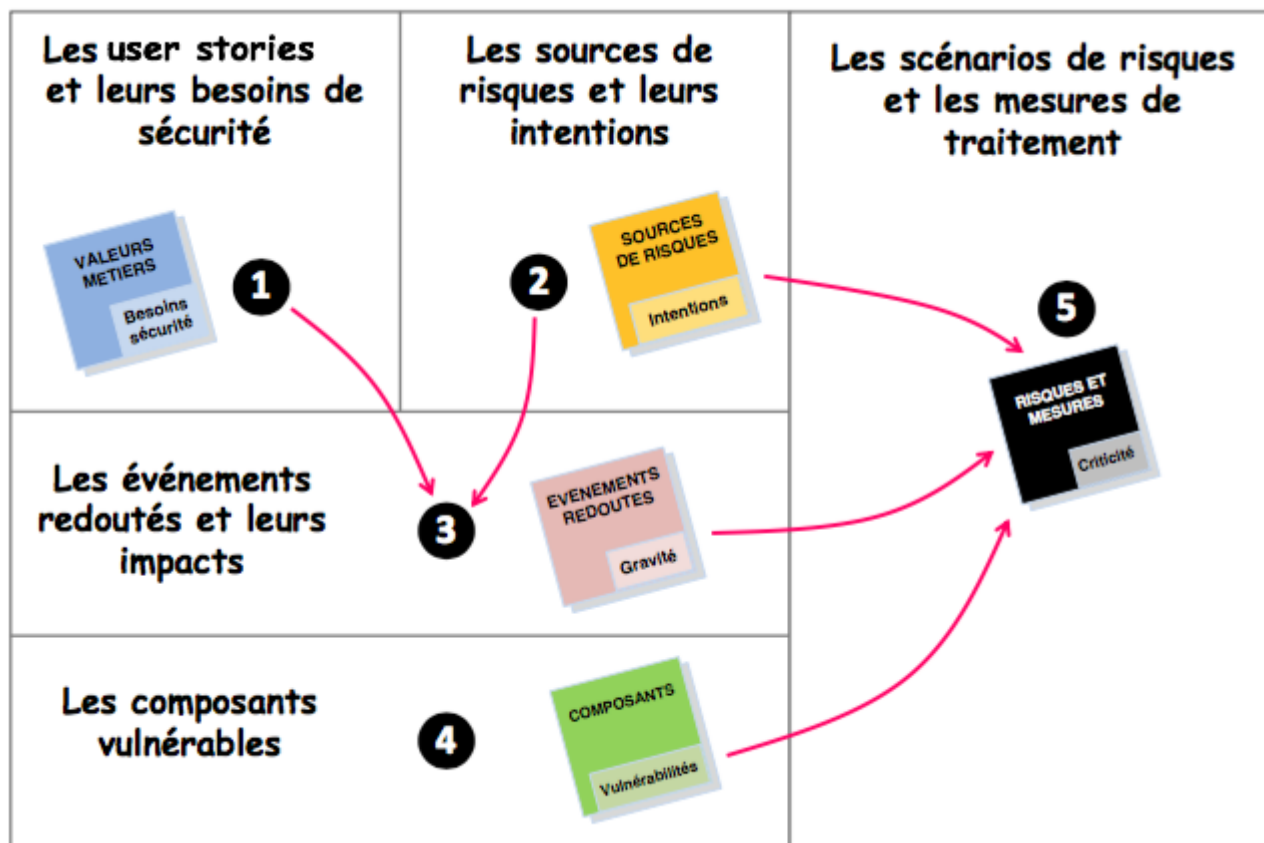 Les user stories
et leurs besoins de
sécurité
VALEURS
METIERS
Besoins
sécurité
1
Les sources de
risques et leurs
intentions
2
SOURCES
DE RISQUES
Intentions
Les scénarios de risques
et les mesures de
traitement
5
RISQUES ET
MESURES
Criticité
Les événements
redoutés et leurs
impacts
3
EVENEMENTS
REDOUTES
Gravité
Les composants
vulnérables
4
COMPOSANTS
Vulnérabilités